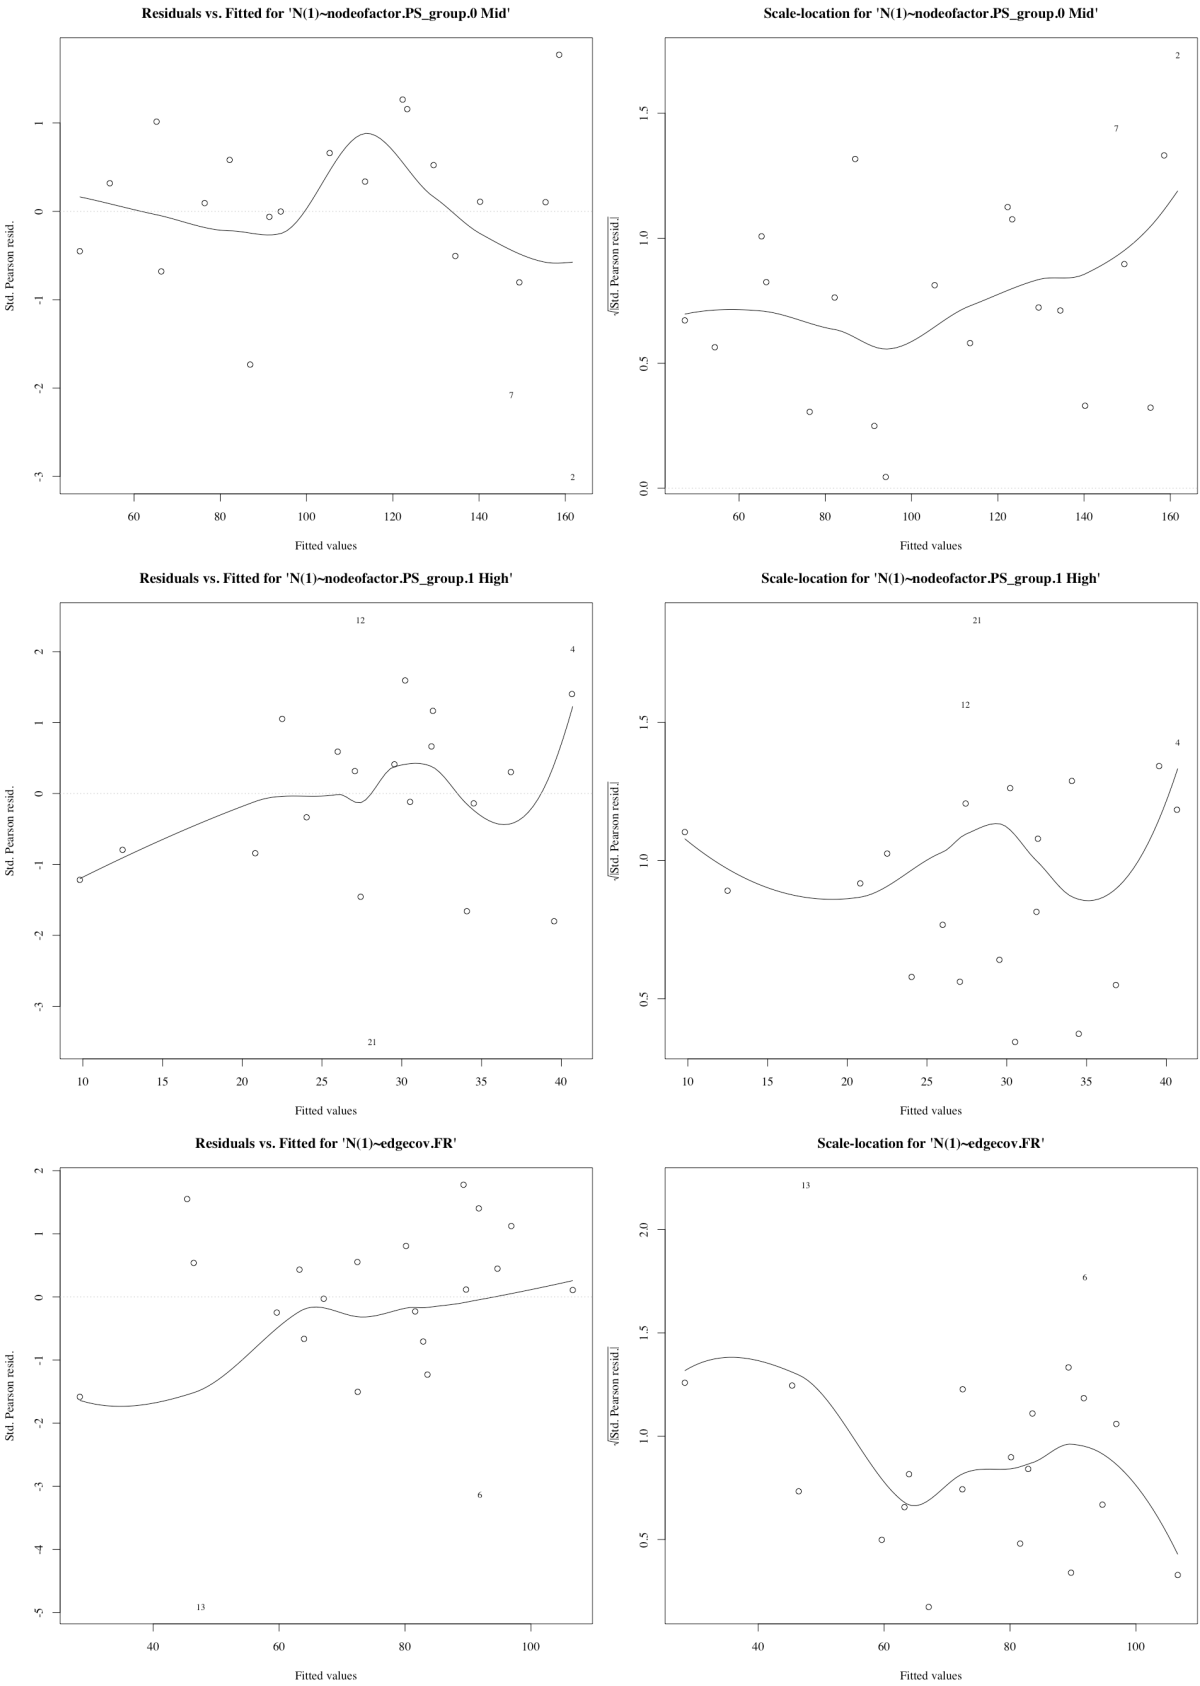 Residuals vs. Fitted for 'N(1)~nodeofactor.PS_group.0 Mid'
Std. Pearson resid.
1
0
-1
-2
-3
7
2
60 80 100 120 140 160
Fitted values
Scale-location for 'N(1)~nodeofactor.PS_group.0 Mid'
√|Std. Pearson resid.|
1.5
1.0
0.5
0.0
2
7
60 80 100 120 140 160
Fitted values
Residuals vs. Fitted for 'N(1)~nodeofactor.PS_group.1 High'
Std. Pearson resid.
2
1
0
-1
-2
-3
12
4
21
10 15 20 25 30 35 40
Fitted values
Scale-location for 'N(1)~nodeofactor.PS_group.1 High'
√|Std. Pearson resid.|
1.5
1.0
0.5
21
12
4
10 15 20 25 30 35 40
Fitted values
Residuals vs. Fitted for 'N(1)~edgecov.FR'
Std. Pearson resid.
2
1
0
-1
-2
-3
-4
-5
6
13
40 60 80 100
Fitted values
Scale-location for 'N(1)~edgecov.FR'
√|Std. Pearson resid.|
2.0
1.5
1.0
0.5
13
6
40 60 80 100
Fitted values